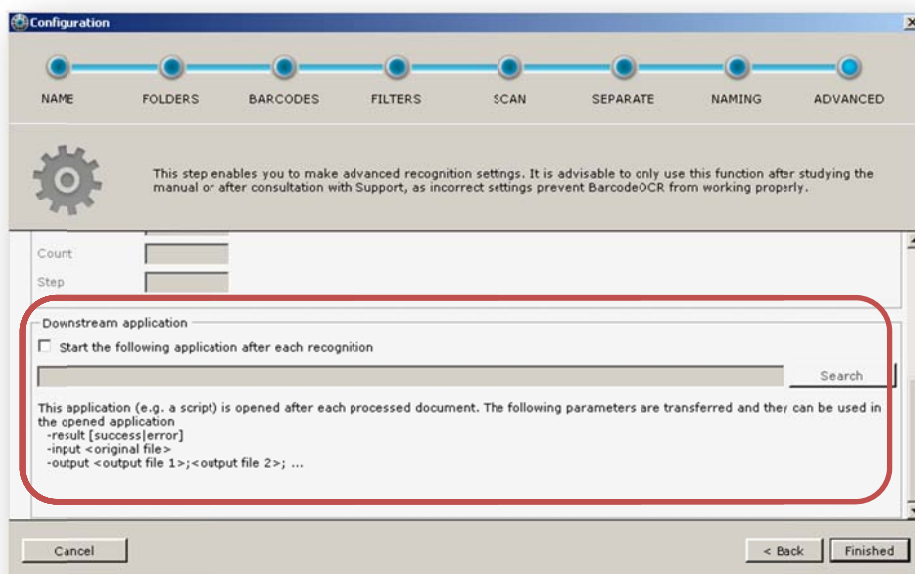 Configuration
NAME FOLDERS BARCODES FILTERS SCAN SEPARATE NAMING ADVANCED
This step enables you to make advanced recognition settings. It is advisable to only use this function after studying the
manual or after consultation with Support, as incorrect settings prevent BarcodeOCR from working properly.
Count
Step
Downstream application
Start the following application after each recognition
Search
This application (e.g. a script) is opened after each processed document. The following parameters are transferred and they can be used in
the opened application
-result [success|error]
-input <original file>
-output <output file 1>;<output file 2>; ...
Cancel < Back Finished